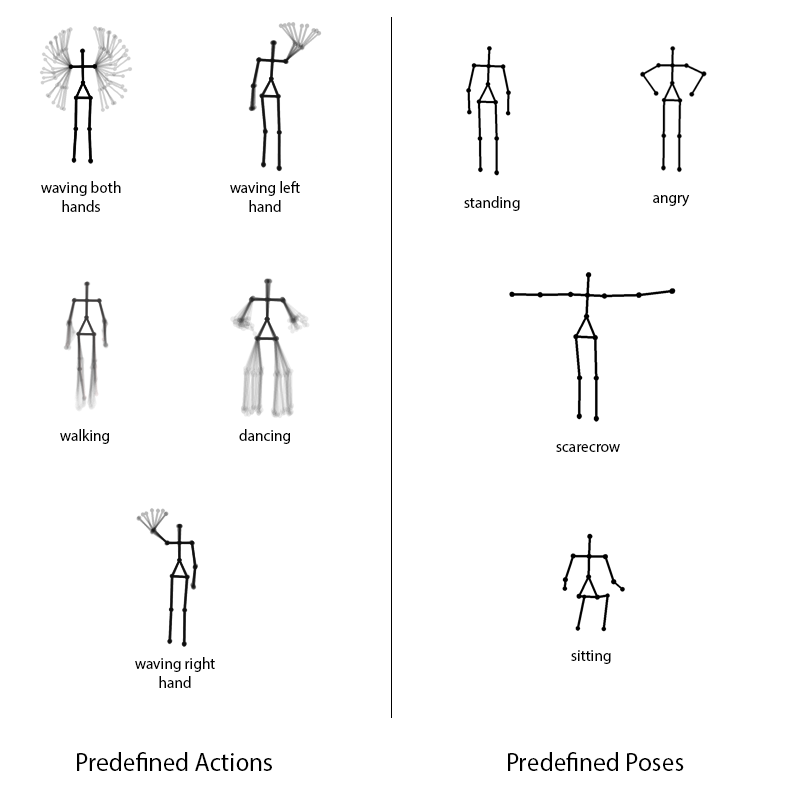 waving both
hands
waving left
hand
standing
angry
walking
dancing
scarecrow
waving right
hand
sitting
Predefined Actions
Predefined Poses